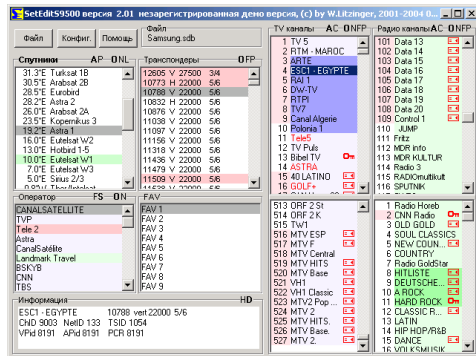 SetEditS9500 версия 2.01 незарегистрированная демо версия, (c) by W.Litzinger, 2001-2004
Файл Конфиг. Помощь
Файл
Samsung.sdb
Спутники AP ONL
31.3°E Turksat 1B
30.5°E Arabsat 2B
28.5°E Eurobird
28.2°E Astra 2
26.0°E Arabsat 2A
23.5°E Kopernikus 3
19.2°E Astra 1
16.0°E Eutelsat W2
13.0°E Hotbird 1-5
10.0°E Eutelsat W1
7.0°E Eutelsat W3
5.0°E Sirius 2/3
Транспондеры OFP
12605 V 27500 3/4
10773 H 22000 5/6
10788 V 22000 5/6
10832 H 22000 5/6
10876 V 22000 5/6
11038 V 22000 5/6
11097 V 22000 5/6
11156 V 22000 5/6
11318 V 22000 5/6
11436 V 22000 5/6
11479 V 22000 5/6
11509 V 22000 5/6
11538 V 22000 5/6
Оператор FS ON
CANALSATELLITE
TVP
Tele 2
Astra
CanalSatélite
Landmark Travel
BSKYB
CNN
TBS
FAV
FAV 1
FAV 2
FAV 3
FAV 4
FAV 5
FAV 6
FAV 7
FAV 8
FAV 9
Информация HD
ESC1 - EGYPTE 10788 vert 22000 5/6
CND 9003 NetID 133 TSID 1054
VPid 8191 APid 8191 PCR 8191
TV каналы AC ONFP
1 TV 5
2 RTM - MAROC
3 ARTE
4 ESC1 - EGYPTE
5 RAI 1
6 DW-TV
7 RTPI
8 TV7
9 Canal Algerie
10 Polonia 1
11 Tele5
12 TV Puls
13 Bibel TV
14 ASTRA
15 40 LATINO
16 GOLF+
513 ORF 2 St
514 ORF 2 K
515 TW1
516 MTV ESP
517 MTV F
518 MTV Central
519 MTV HITS
520 MTV Base
521 VH1
522 VH1 Classic
523 MTV2 Pop ...
524 MTV 2
525 MTV HITS.
526 MTV Base.
527 MTV 2.
Радио каналы AC ONFP
101 Data 13
102 Data 14
103 Data 15
104 Data 16
105 Data 17
106 Data 18
107 Data 19
108 Data 20
109 Control 1
110 JUMP
111 Fritz
112 MDR info
113 MDR KULTUR
114 Radio 3
115 RADIOmultikult
116 SPUTNIK
1 Radio Horeb
2 CNN Radio
3 OLD GOLD
4 SOUL CLASSICS
5 NEW COUN...
6 COUNTRY
7 Radio GoldStar
8 HITLISTE
9 DEUTSCHE...
10 A ROCK
11 HARD ROCK
12 CLASSIC R...
13 LATIN
14 HIP HOP/R&B
15 DANCE
16 VOLKSMUSIK